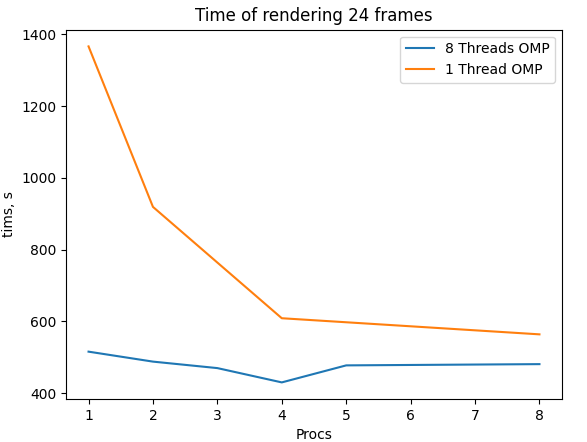 Time of rendering 24 frames
8 Threads OMP
1 Thread OMP
tims, s
1400
1200
1000
800
600
400
1 2 3 4 5 6 7 8
Procs